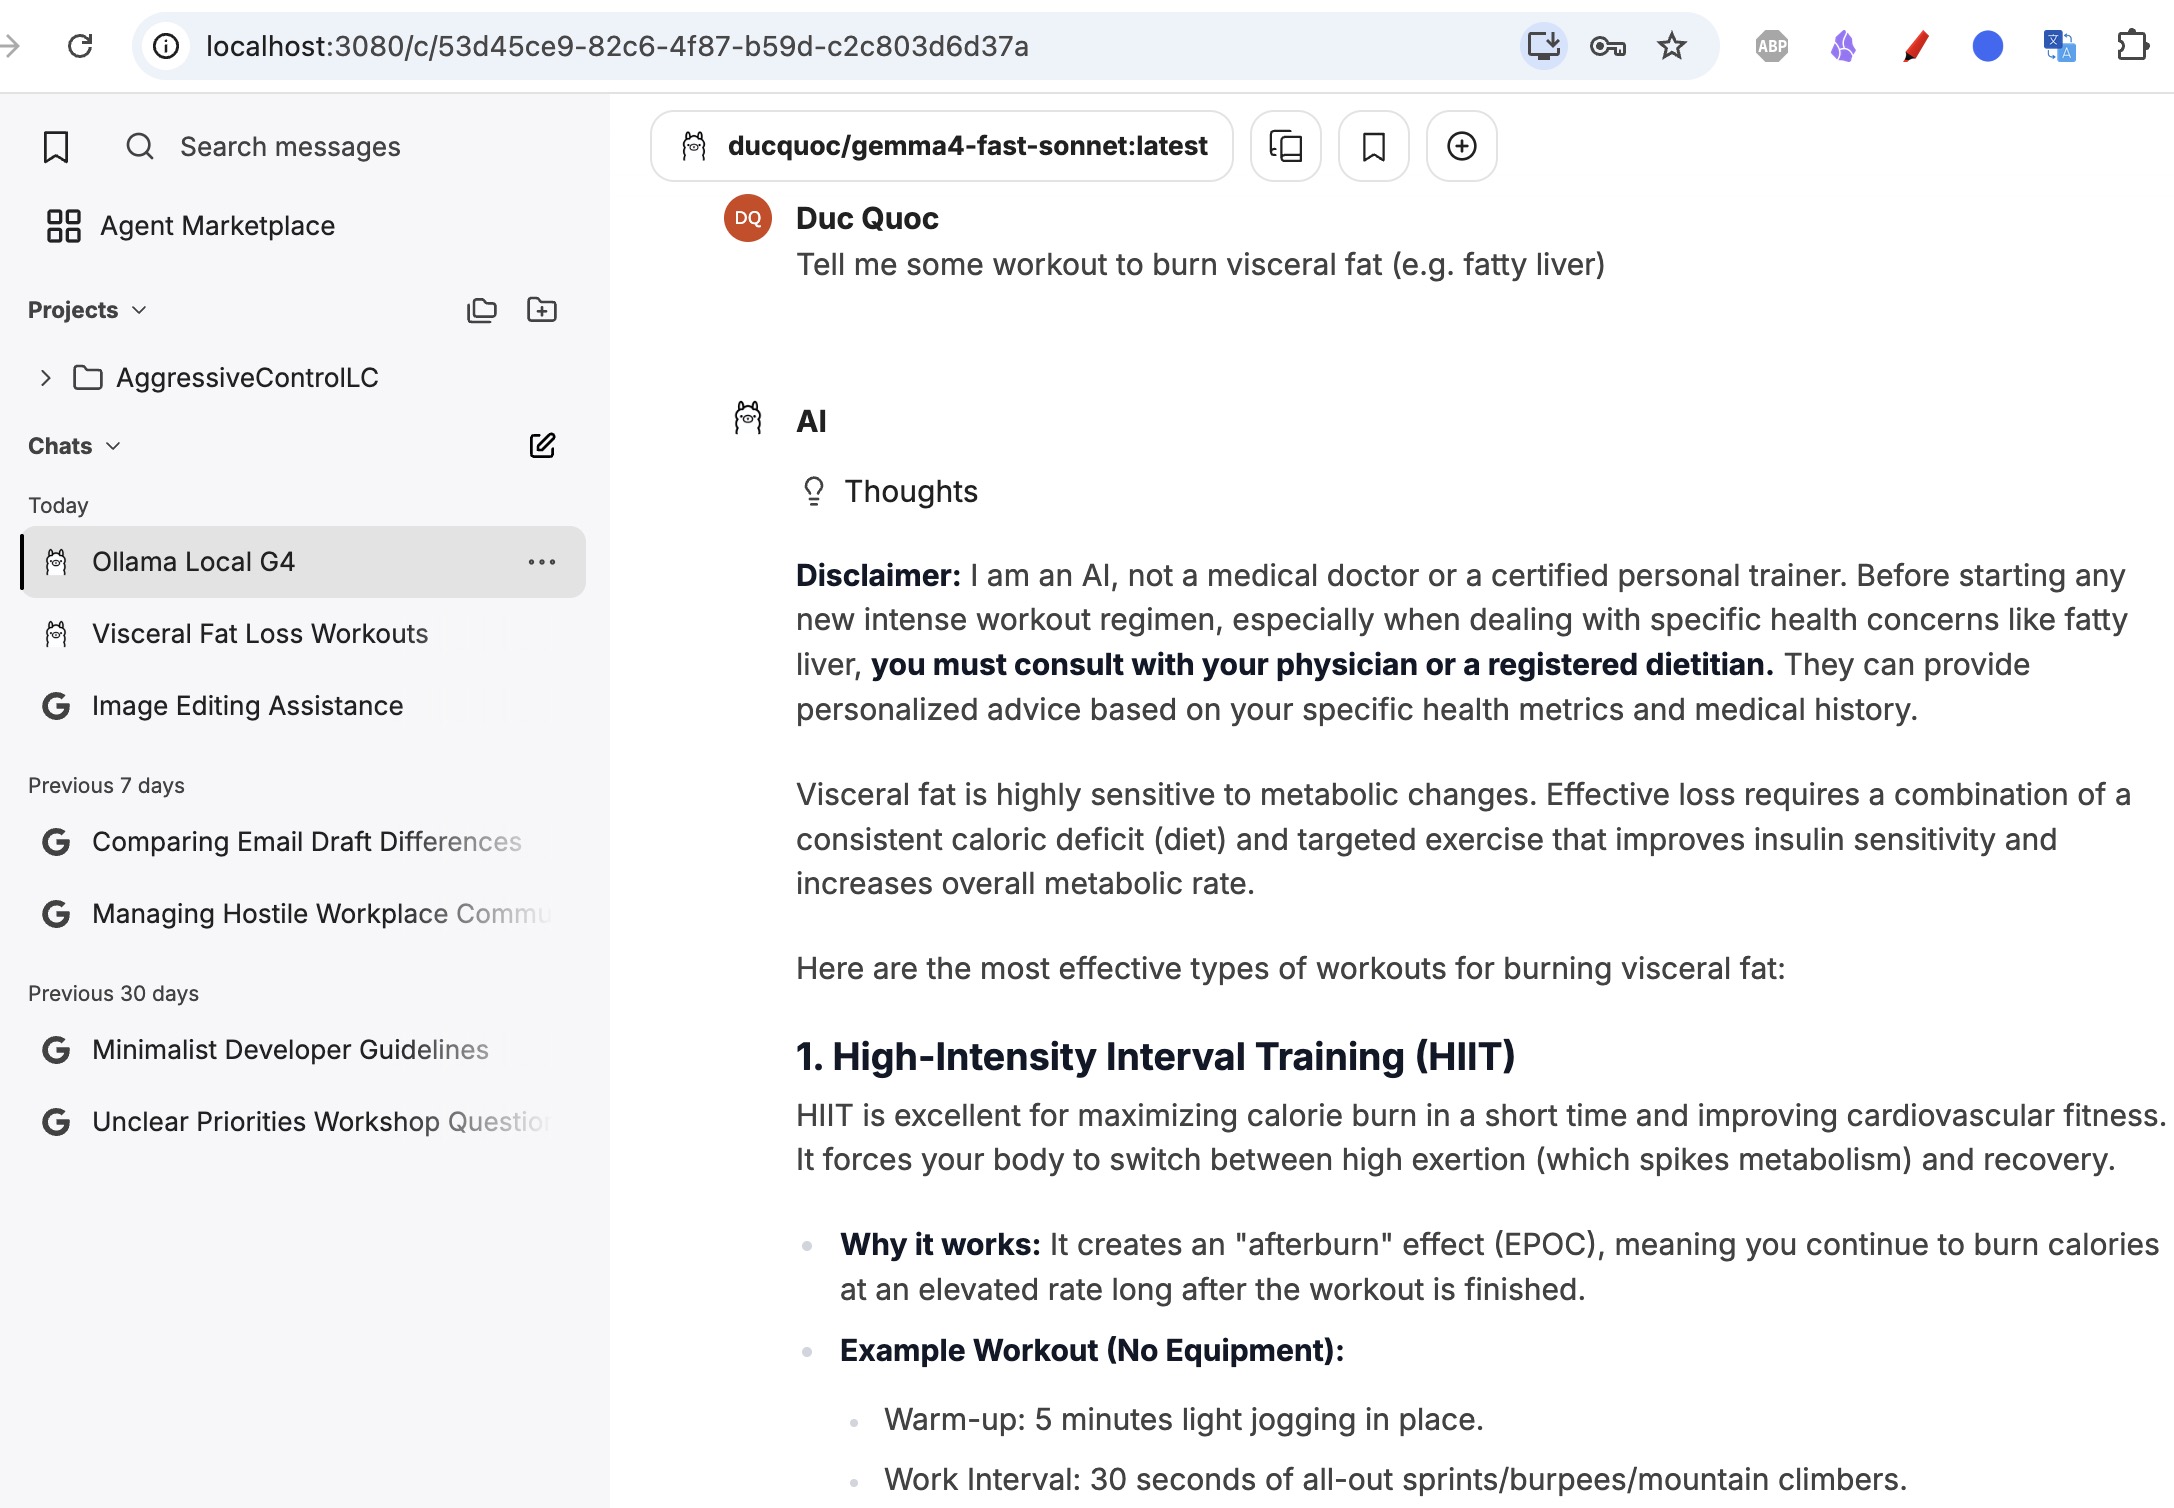 localhost:3080/c/53d45ce9-82c6-4f87-b59d-c2c803d6d37a
ABP
Search messages
Agent Marketplace
Projects
AggressiveControlLC
Chats
Today
Ollama Local G4
Visceral Fat Loss Workouts
Image Editing Assistance
Previous 7 days
Comparing Email Draft Differences
Managing Hostile Workplace Commu
Previous 30 days
Minimalist Developer Guidelines
Unclear Priorities Workshop Question
ducquoc/gemma4-fast-sonnet:latest
DQ
Duc Quoc
Tell me some workout to burn visceral fat (e.g. fatty liver)
AI
Thoughts
Disclaimer: I am an AI, not a medical doctor or a certified personal trainer. Before starting any
new intense workout regimen, especially when dealing with specific health concerns like fatty
liver, you must consult with your physician or a registered dietitian. They can provide
personalized advice based on your specific health metrics and medical history.
Visceral fat is highly sensitive to metabolic changes. Effective loss requires a combination of a
consistent caloric deficit (diet) and targeted exercise that improves insulin sensitivity and
increases overall metabolic rate.
Here are the most effective types of workouts for burning visceral fat:
1. High-Intensity Interval Training (HIIT)
HIIT is excellent for maximizing calorie burn in a short time and improving cardiovascular fitness.
It forces your body to switch between high exertion (which spikes metabolism) and recovery.
Why it works: It creates an "afterburn" effect (EPOC), meaning you continue to burn calories
at an elevated rate long after the workout is finished.
Example Workout (No Equipment):
Warm-up: 5 minutes light jogging in place.
Work Interval: 30 seconds of all-out sprints/burpees/mountain climbers.